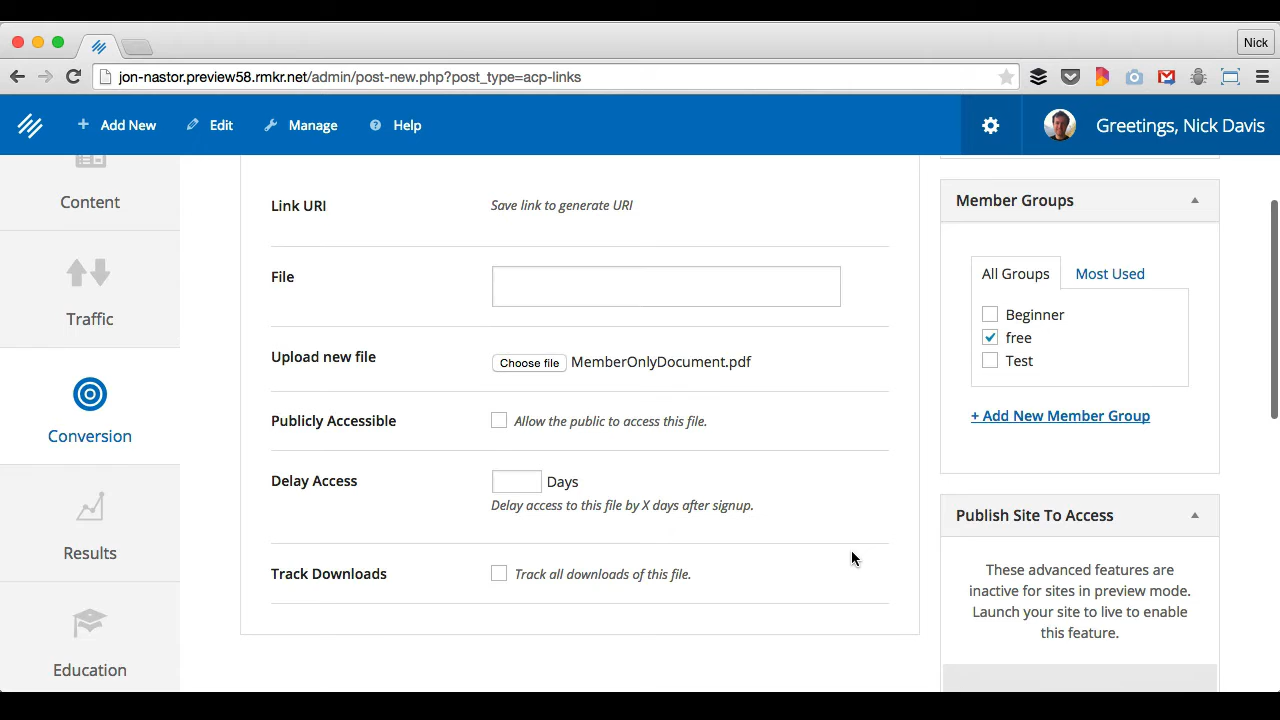 Nick
jon-nastor.preview58.rmkr.net/admin/post-new.php?post_type=acp-links
Add New
Edit
Manage
Help
Greetings, Nick Davis
Content
Traffic
Conversion
Results
Education
Link URI
Save link to generate URI
File
Upload new file
Choose file MemberOnlyDocument.pdf
Publicly Accessible
Allow the public to access this file.
Delay Access
Days
Delay access to this file by X days after signup.
Track Downloads
Track all downloads of this file.
Member Groups
All Groups
Most Used
Beginner
free
Test
+ Add New Member Group
Publish Site To Access
These advanced features are
inactive for sites in preview mode.
Launch your site to live to enable
this feature.